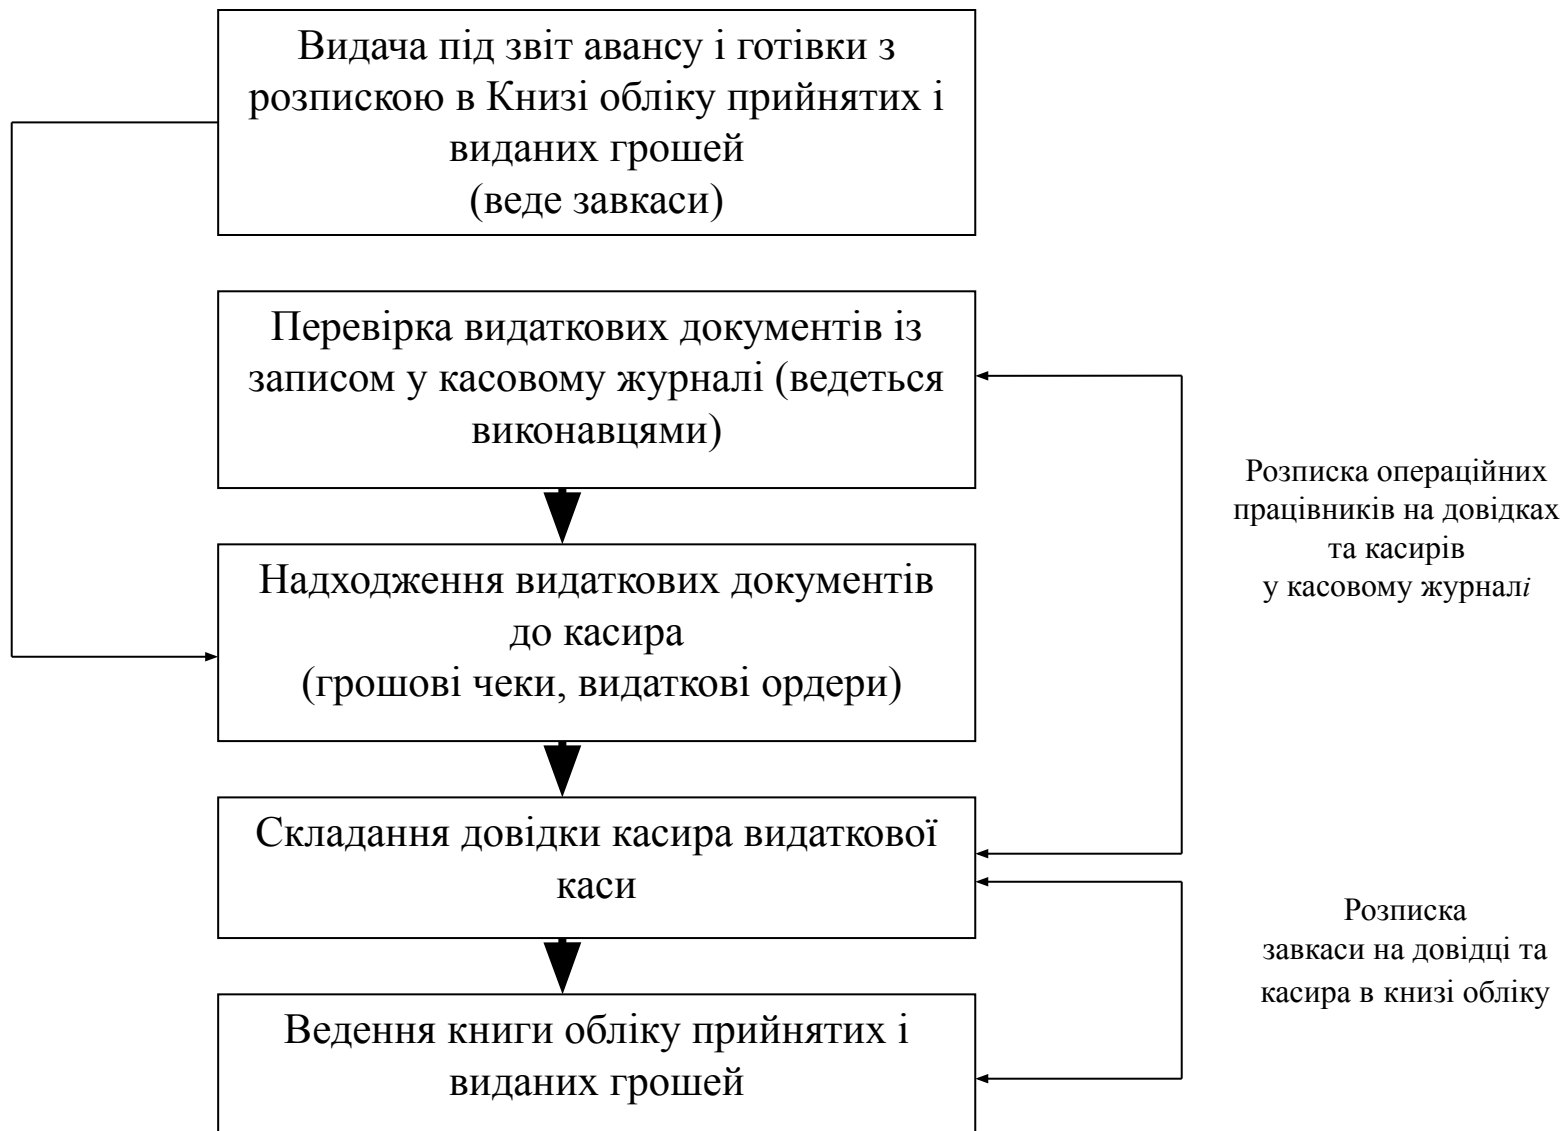 Видача під звіт авансу і готівки з
розпискою в Книзі обліку прийнятих і
виданих грошей
(веде завкаси)
Перевірка видаткових документів із
записом у касовому журналі (ведеться
виконавцями)
Надходження видаткових документів
до касира
(грошові чеки, видаткові ордери)
Складання довідки касира видаткової
каси
Ведення книги обліку прийнятих і
виданих грошей
Розписка операційних
працівників на довідках
та касирів
у касовому журналі
Розписка
завкаси на довідці та
касира в книзі обліку